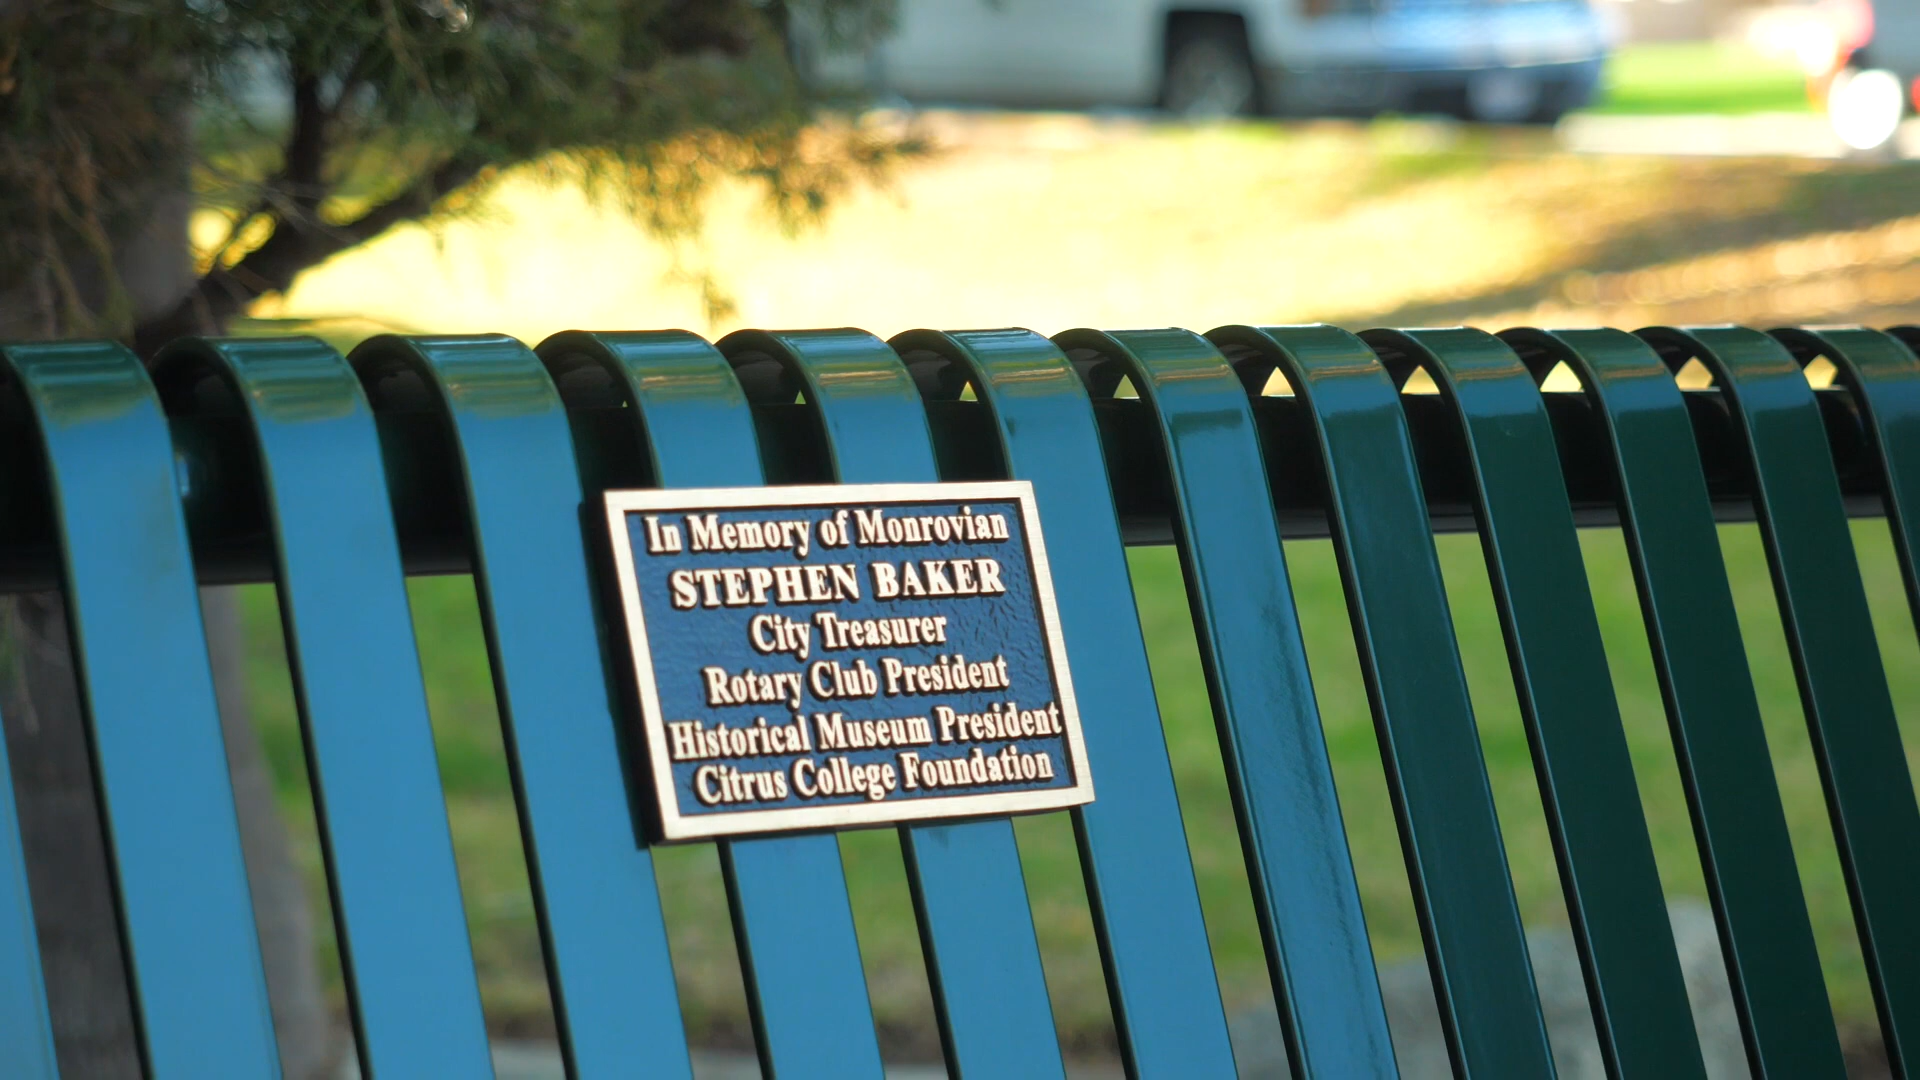 In Memory of Monrovian
STEPHEN BAKER
City Treasurer
Rotary Club President
Historical Museum President
Citrus College Foundation